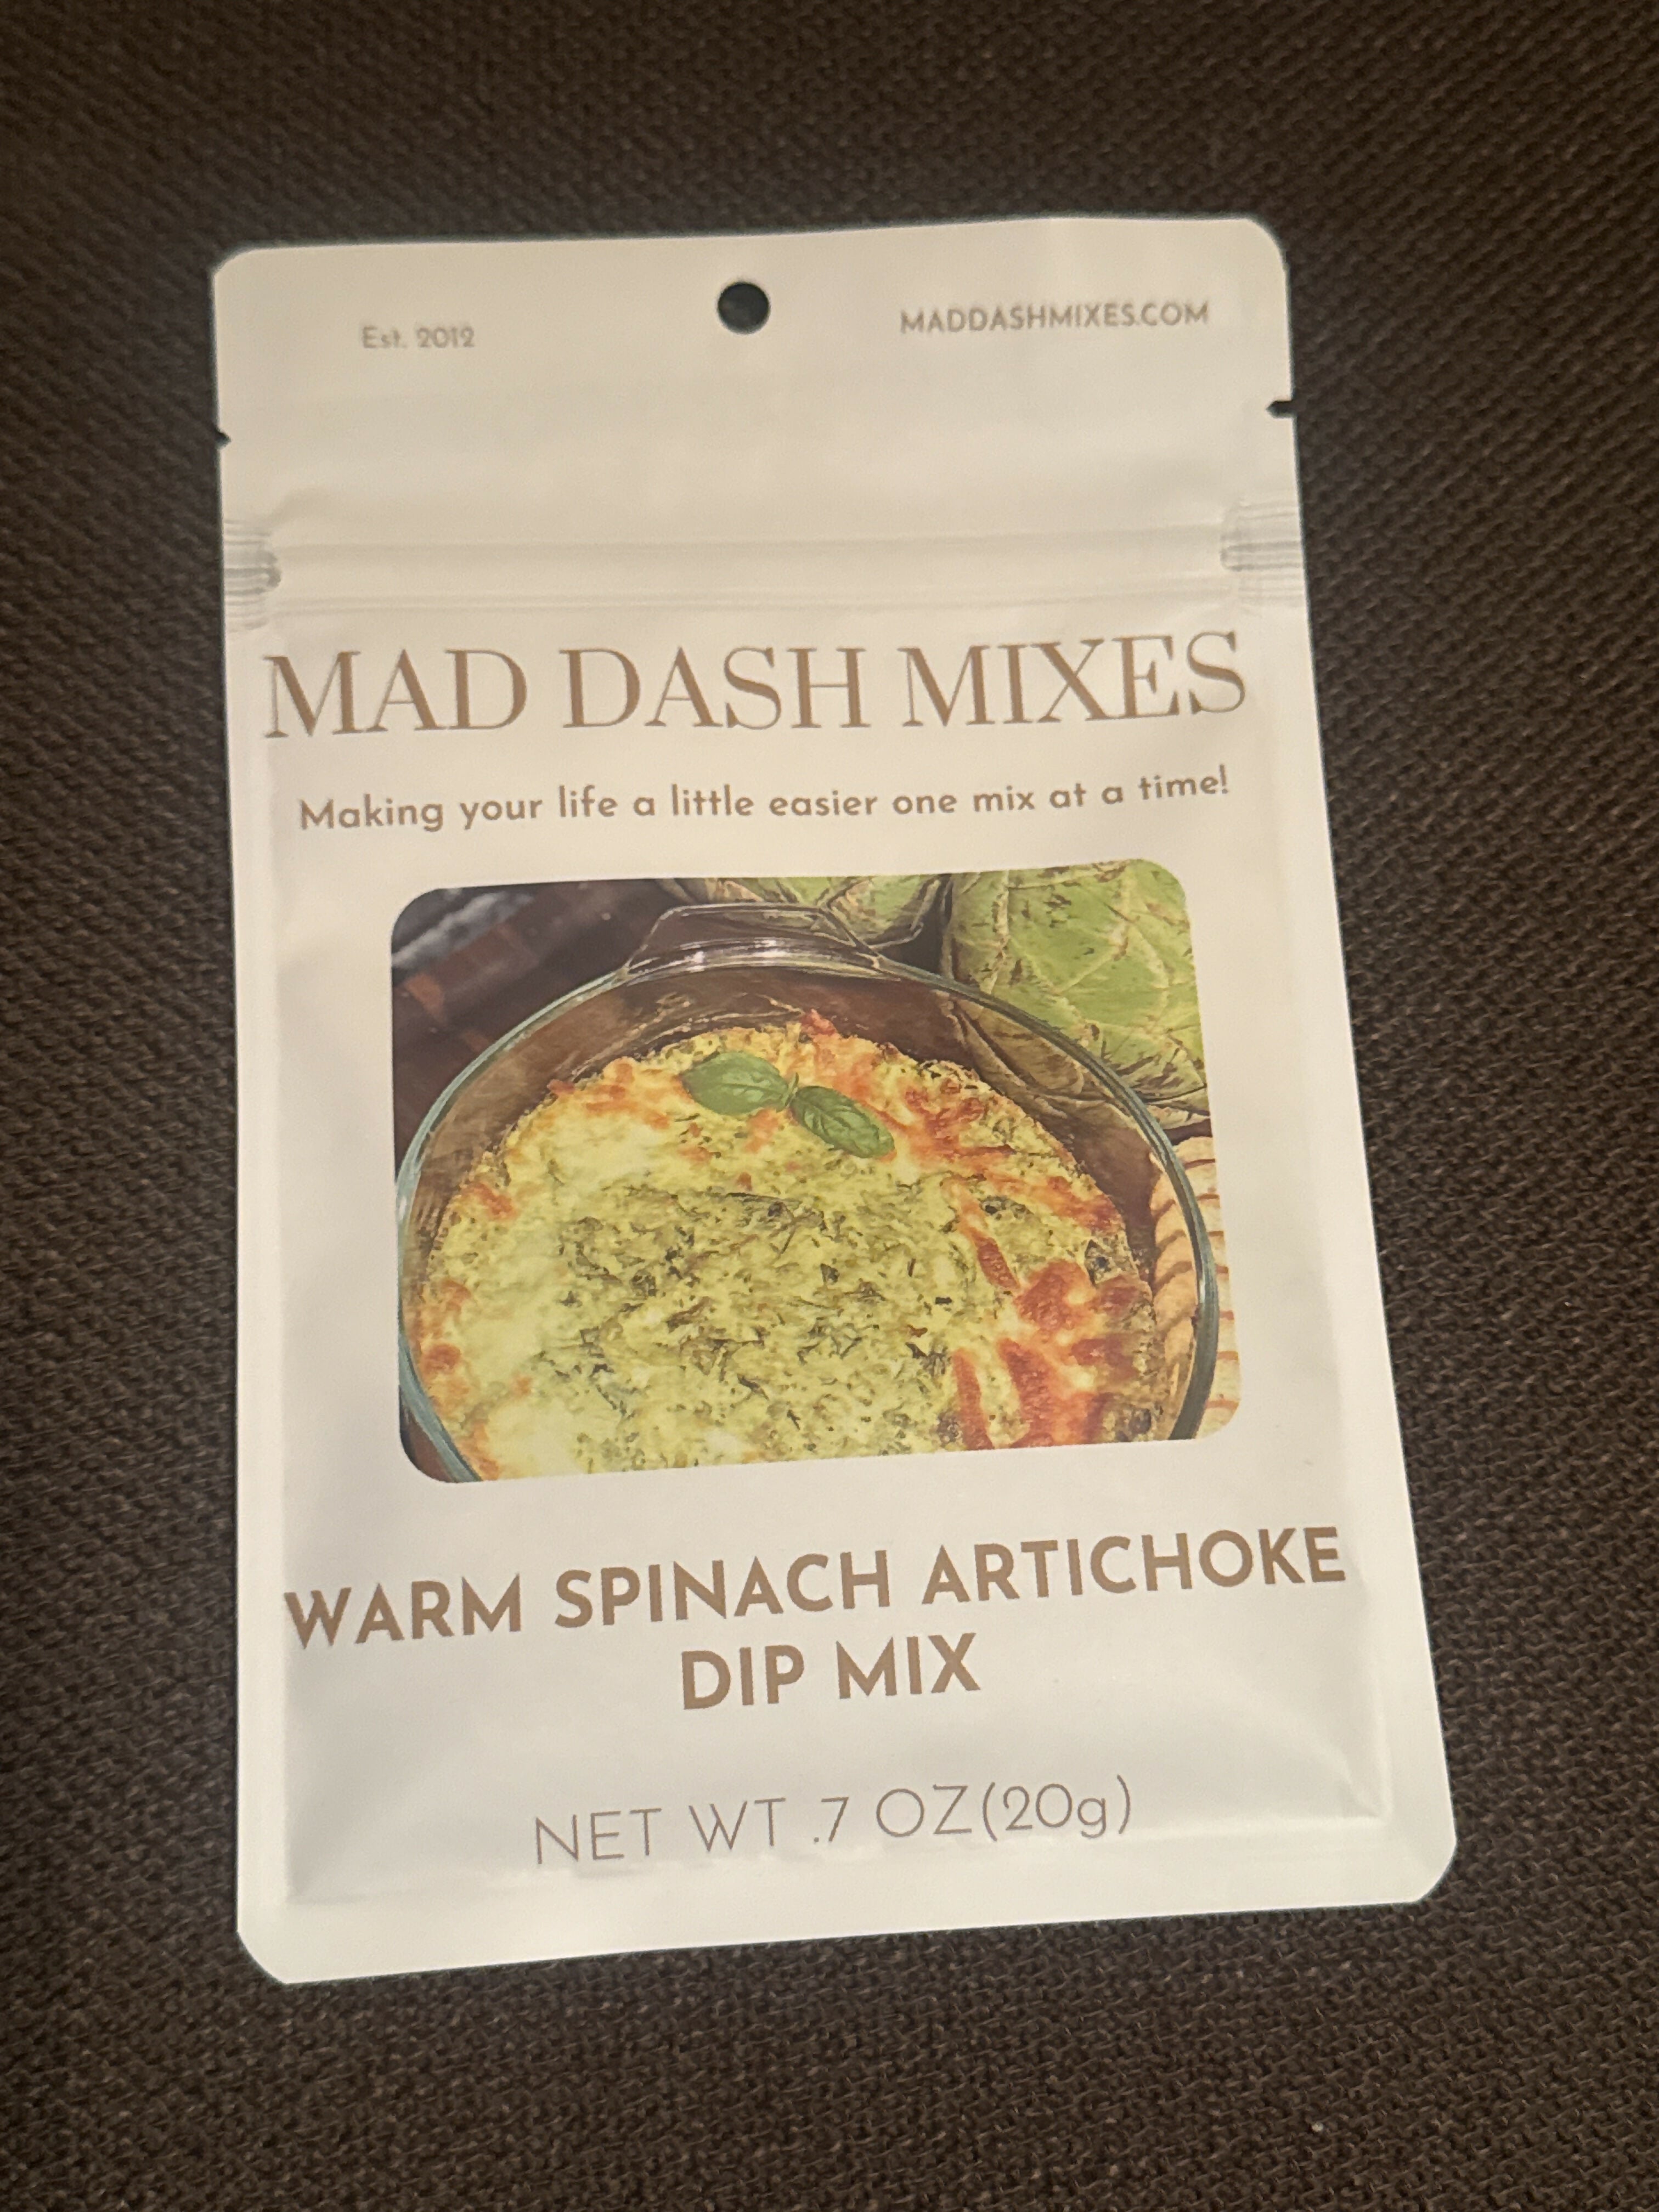 Est. 2012
MADDASHMIXES.COM
MAD DASH MIXES
Making your life a little easier one mix at a time!
WARM SPINACH ARTICHOKE
DIP MIX
NET WT .7 OZ(20g)